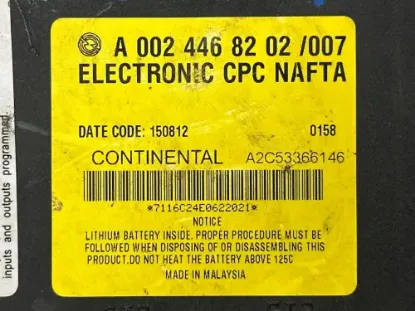 A 002 446 82 02 /007
ELECTRONIC CPC NAFTA
DATE CODE: 150812 0158
CONTINENTAL A2C53366146
*7116C24E0622021*
NOTICE
LITHIUM BATTERY INSIDE. PROPER PROCEDURE MUST BE
FOLLOWED WHEN DISPOSING OF OR DISASSEMBLING THIS
PRODUCT.DO NOT HEAT THE BATTERY ABOVE 125C
MADE IN MALAYSIA
inputs and outputs programmed